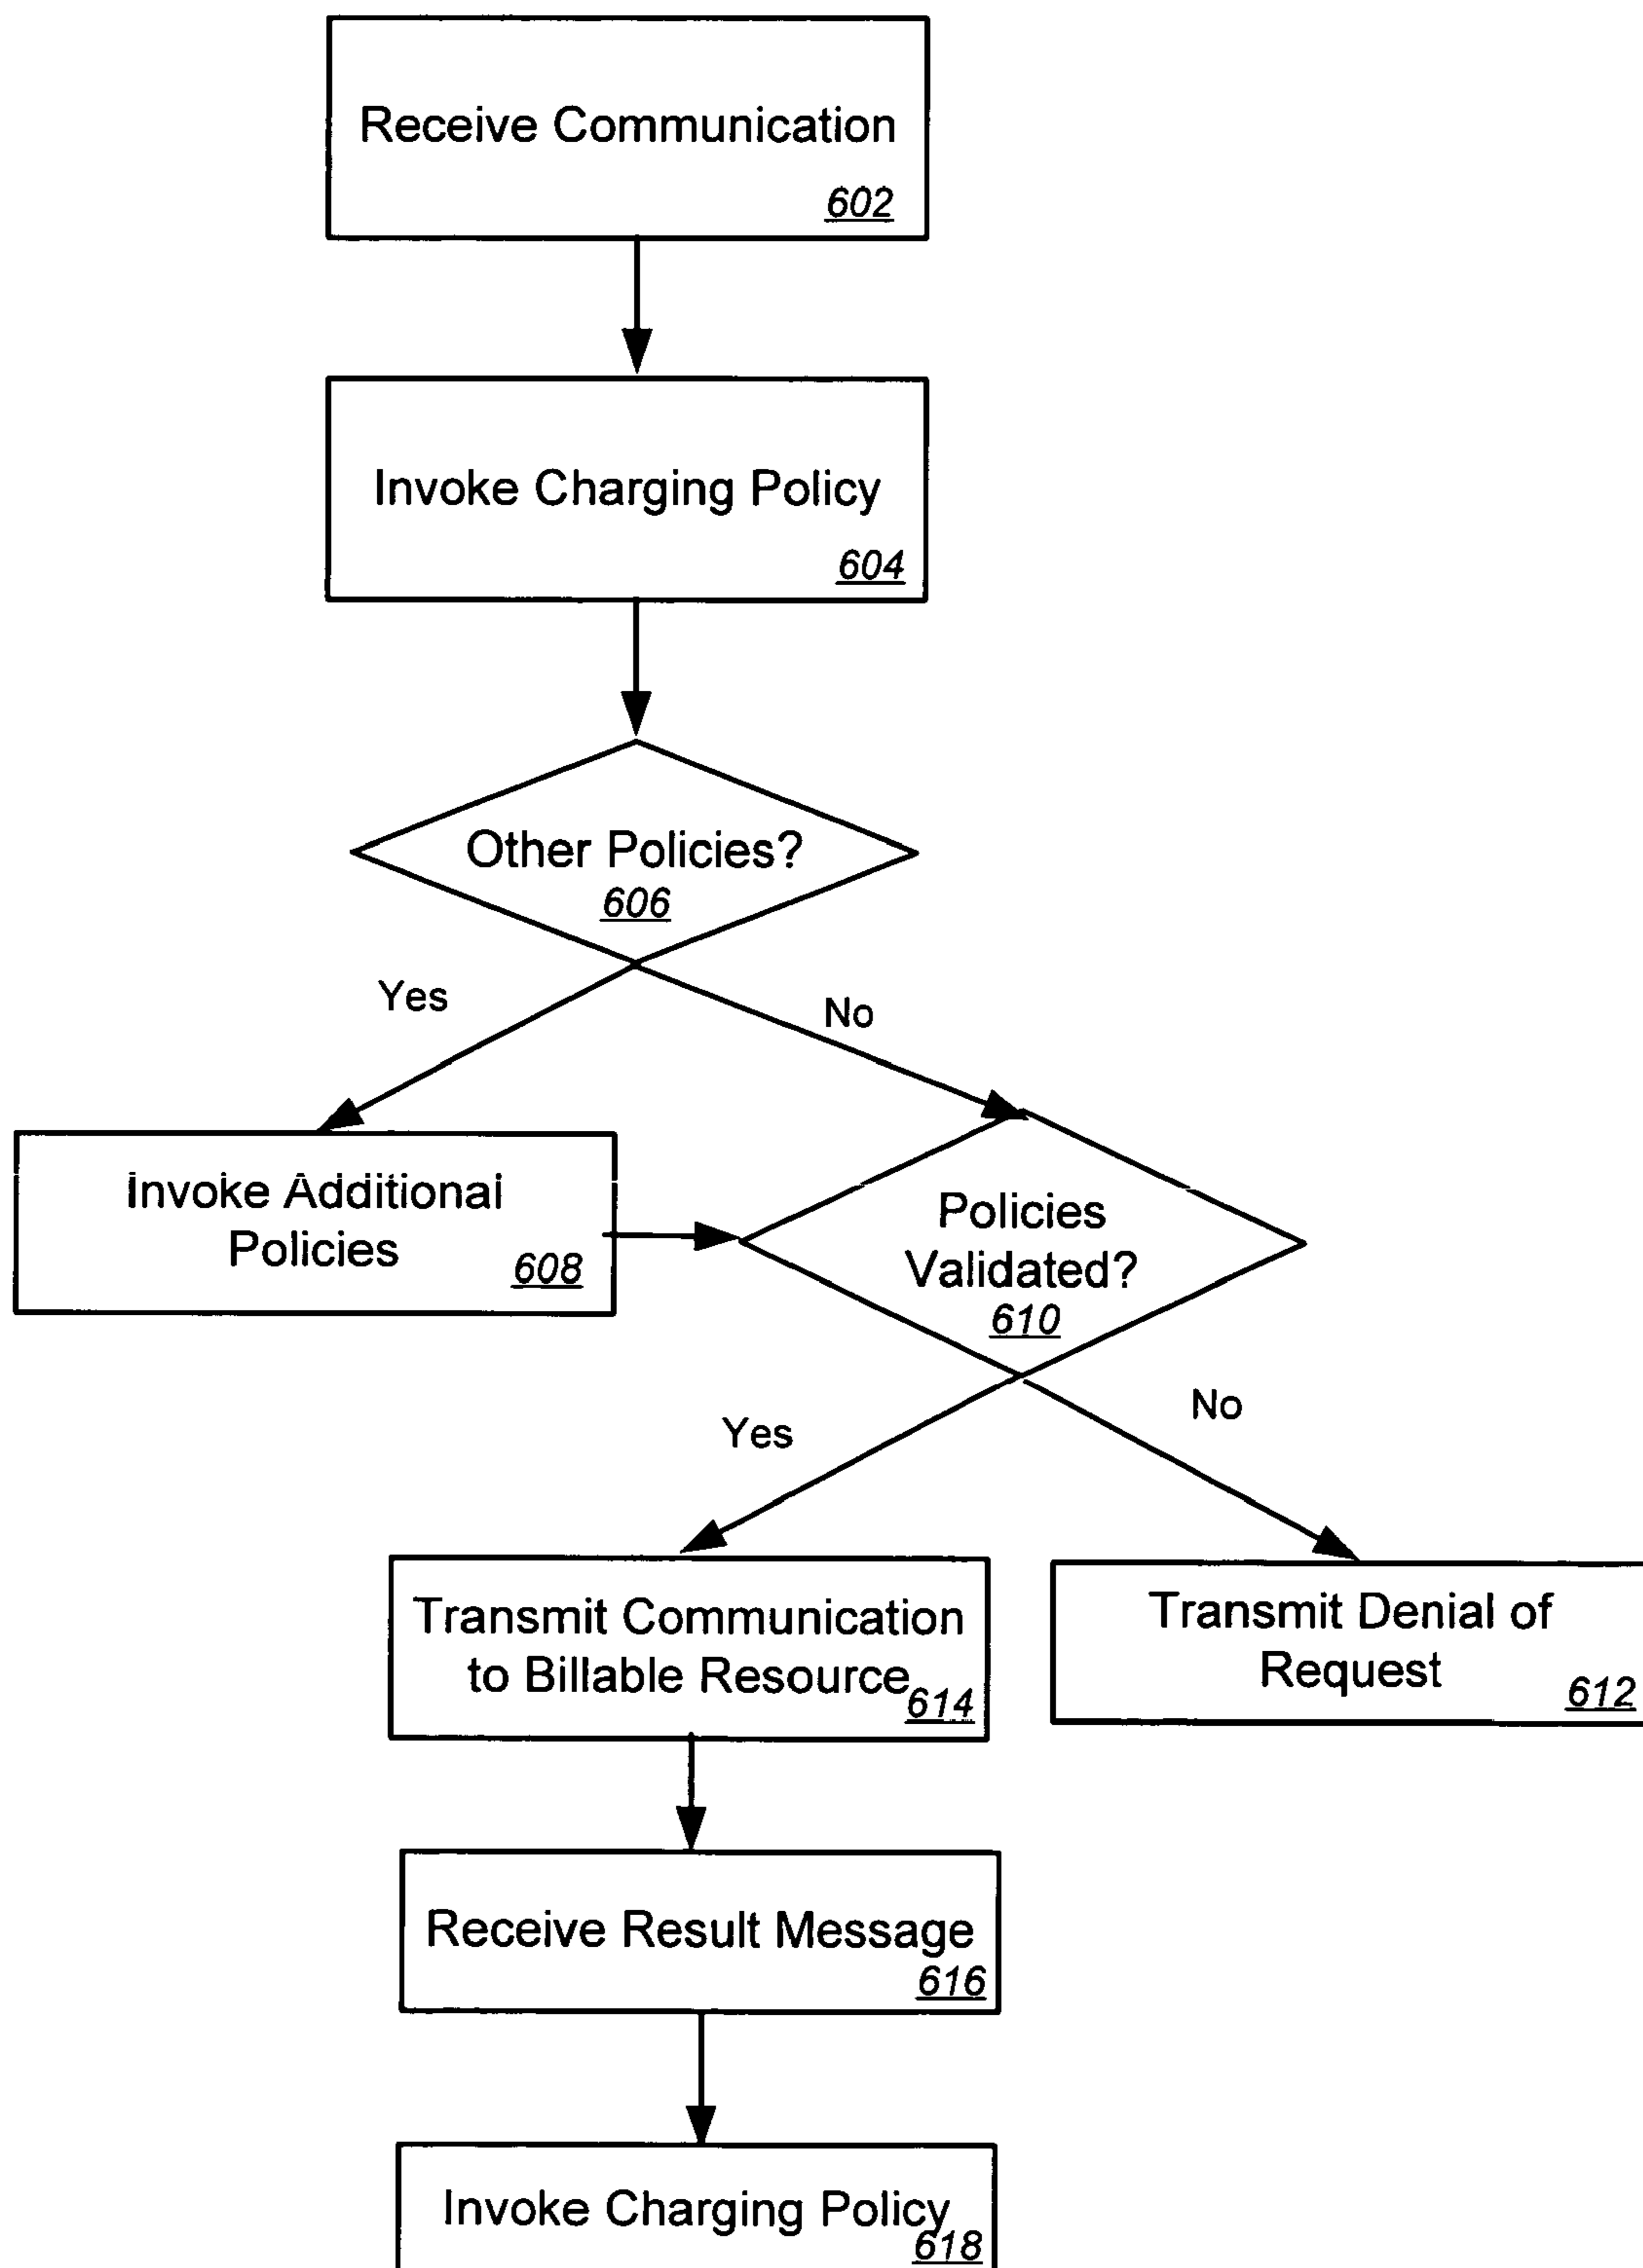 Receive Communication
602
Invoke Charging Policy
604
Other Policies?
606
Yes
No
Invoke Additional
Policies
608
Policies
Validated?
610
Yes
No
Transmit Communication
to Billable Resource
614
Transmit Denial of
Request
612
Receive Result Message
616
Invoke Charging Policy
618